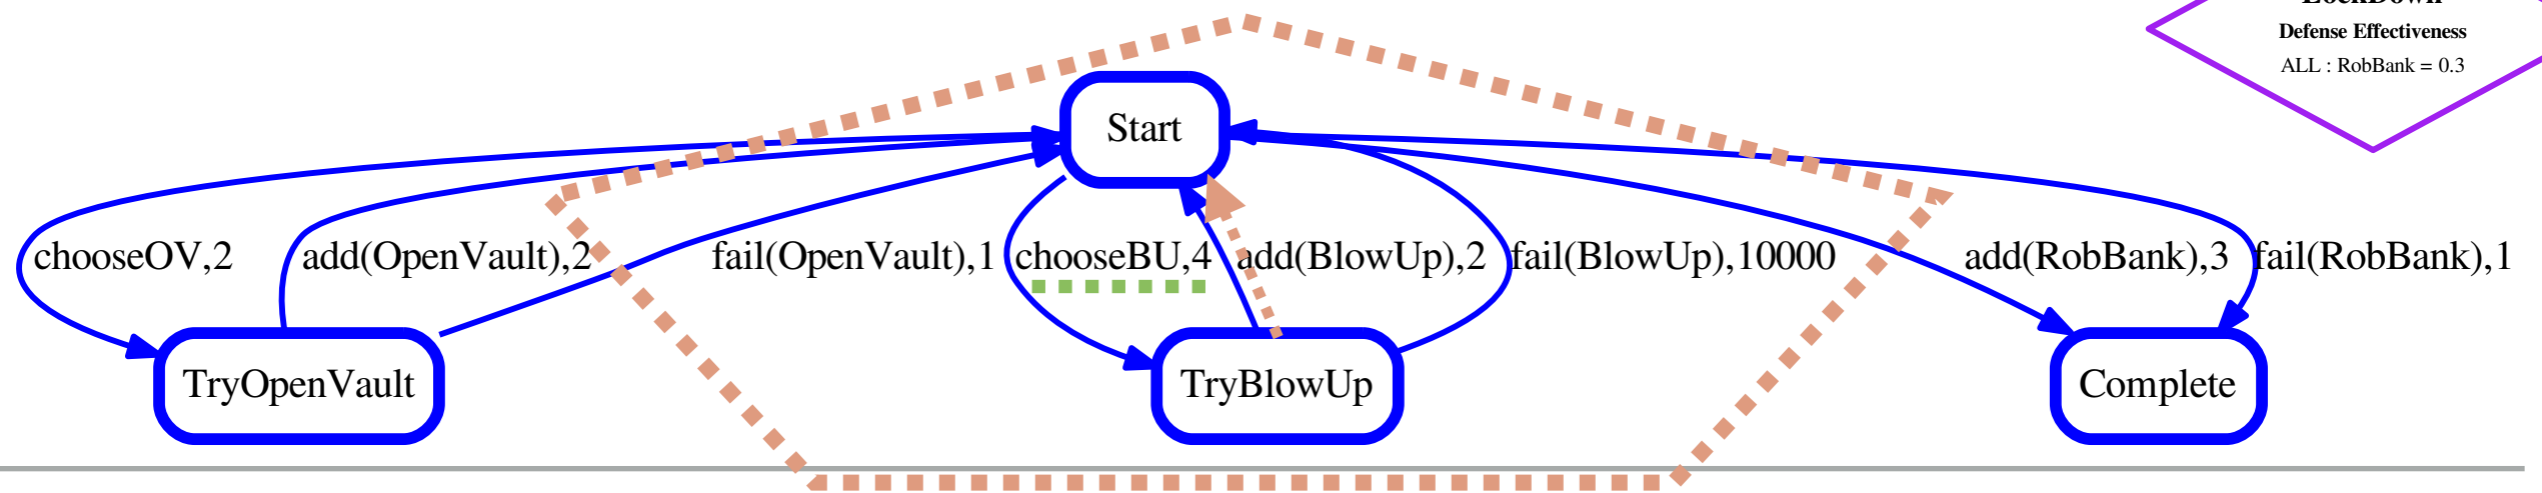 Defense Effectiveness
ALL : RobBank = 0.3
Start
chooseOV,2
add(OpenVault),2
fail(OpenVault),1
chooseBU,4
add(BlowUp),2
fail(BlowUp),10000
add(RobBank),3
fail(RobBank),1
TryOpenVault
TryBlowUp
Complete